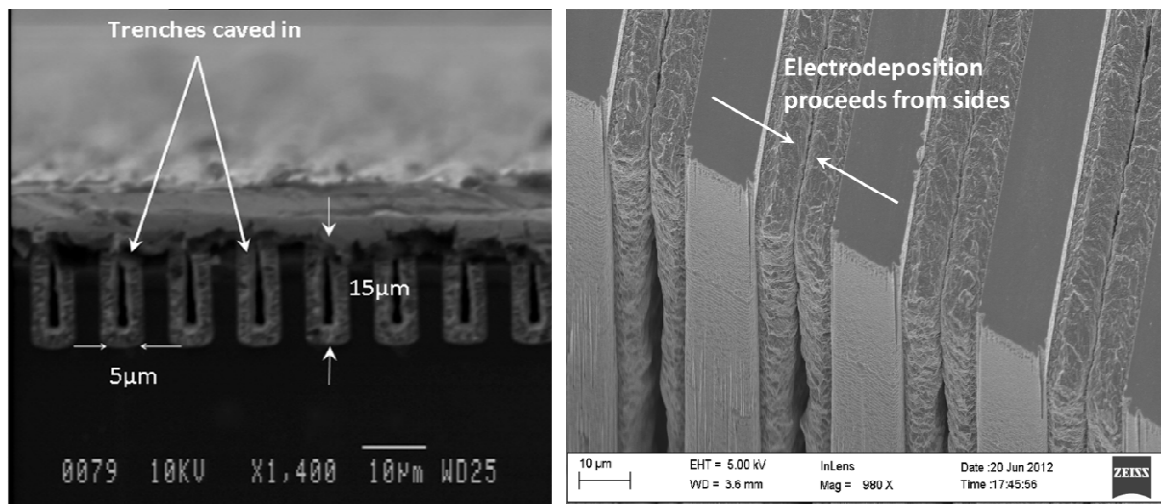 Trenches caved in
15μm
5μm
0079 10KV X1,400 10μm WD25
Electrodeposition
proceeds from sides
10 μm
EHT = 5.00 kV InLens Date :20 Jun 2012
WD = 3.6 mm Mag = 980 X Time :17:45:56
ZEISS